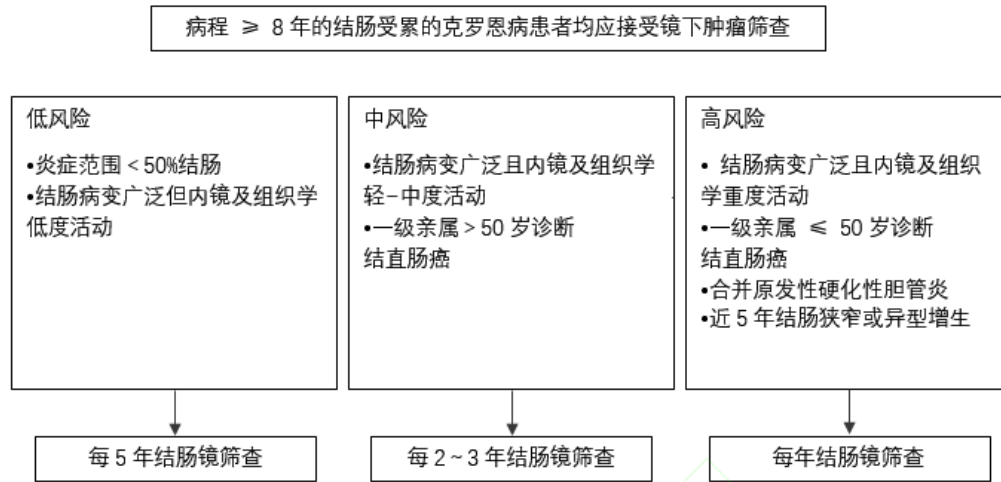 病程 ≥ 8 年的结肠受累的克罗恩病患者均应接受镜下肿瘤筛查
低风险
•炎症范围＜50%结肠
•结肠病变广泛但内镜及组织学
低度活动
每 5 年结肠镜筛查
中风险
•结肠病变广泛且内镜及组织学
轻-中度活动
•一级亲属＞50 岁诊断
结直肠癌
每 2～3 年结肠镜筛查
高风险
• 结肠病变广泛且内镜及组织
学重度活动
•一级亲属 ≤ 50 岁诊断
结直肠癌
•合并原发性硬化性胆管炎
•近 5 年结肠狭窄或异型增生
每年结肠镜筛查